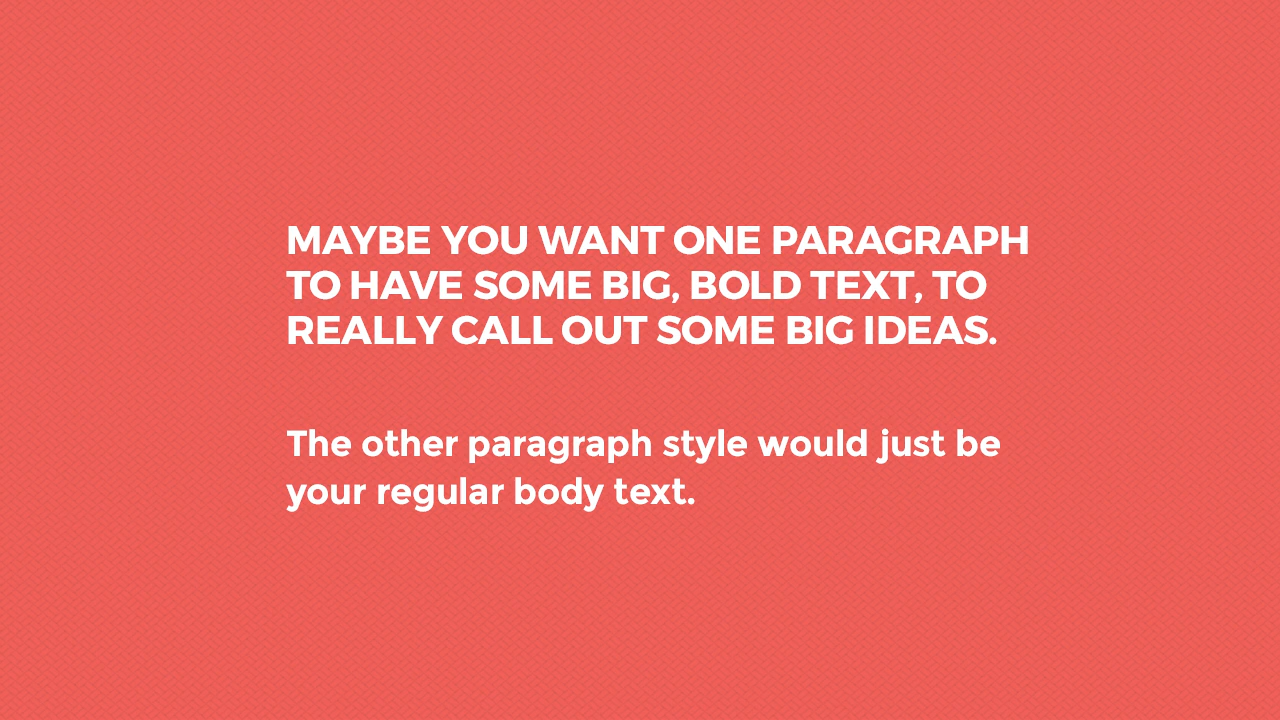 MAYBE YOU WANT ONE PARAGRAPH
TO HAVE SOME BIG, BOLD TEXT, TO
REALLY CALL OUT SOME BIG IDEAS.
The other paragraph style would just be
your regular body text.